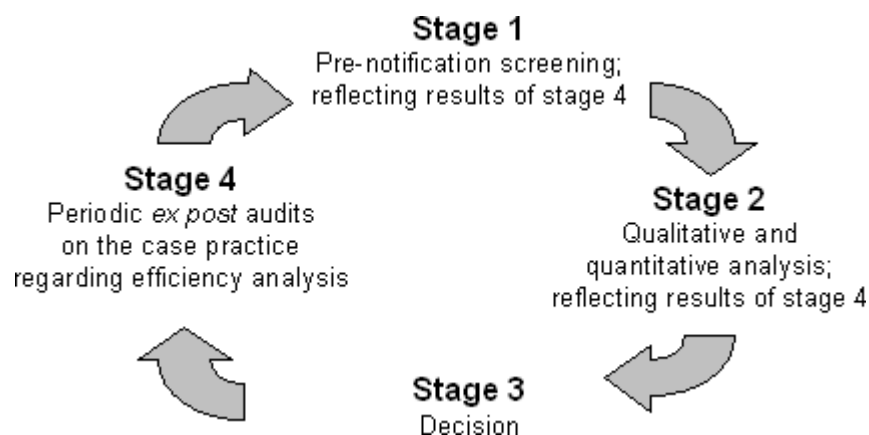 Stage 1
Pre-notification screening;
reflecting results of stage 4
Stage 2
Qualitative and
quantitative analysis;
reflecting results of stage 4
Stage 3
Decision
Stage 4
Periodic ex post audits
on the case practice
regarding efficiency analysis